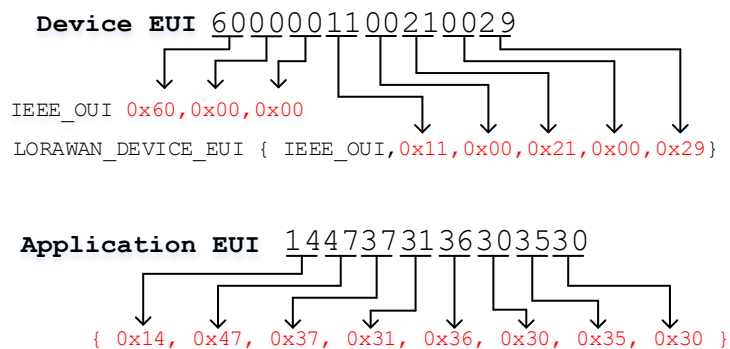 Device EUI 6000001100210029
IEEE_OUI 0x60,0x00,0x00
LORAWAN_DEVICE_EUI { IEEE_OUI,0x11,0x00,0x21,0x00,0x29}
Application EUI 1447373136303530
{ 0x14, 0x47, 0x37, 0x31, 0x36, 0x30, 0x35, 0x30 }